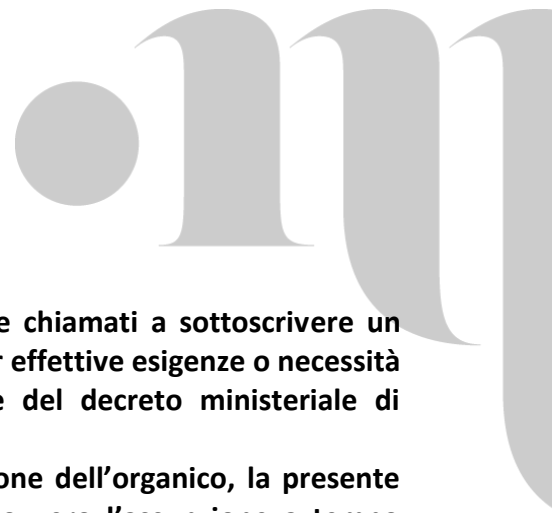 e chiamati a sottoscrivere un
r effettive esigenze o necessità
e del decreto ministeriale di
one dell’organico, la presente